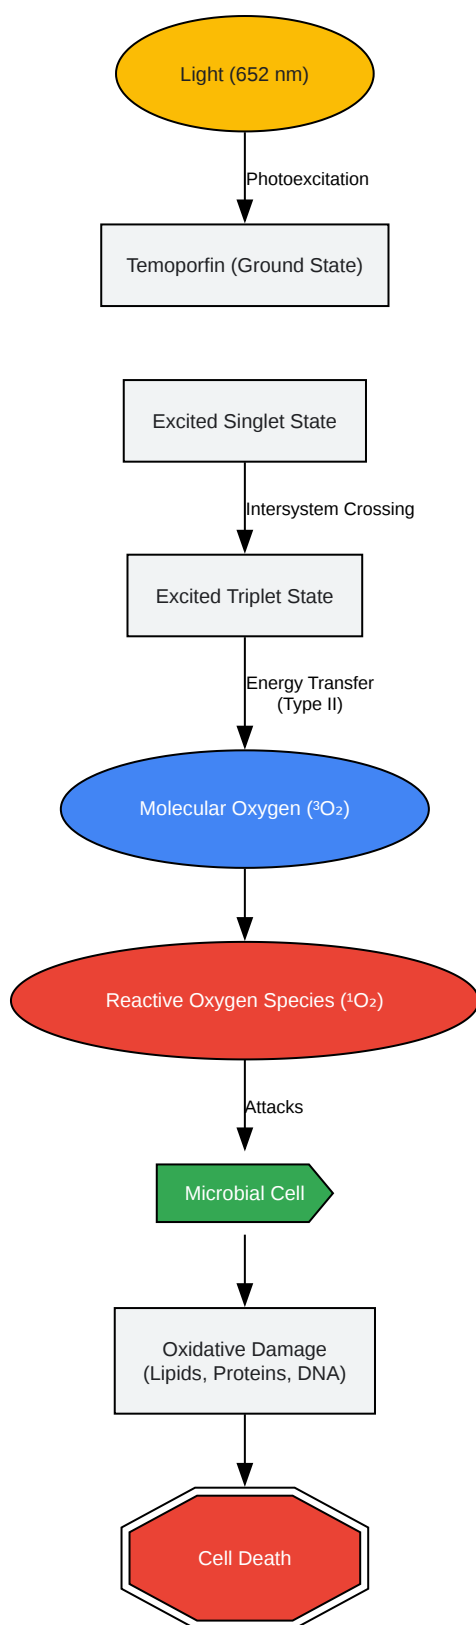 Light (652 nm)
Photoexcitation
Temoporfin (Ground State)
Excited Singlet State
Intersystem Crossing
Excited Triplet State
Energy Transfer
(Type II)
Molecular Oxygen (³O₂)
Reactive Oxygen Species (¹O₂)
Attacks
Microbial Cell
Oxidative Damage
(Lipids, Proteins, DNA)
Cell Death